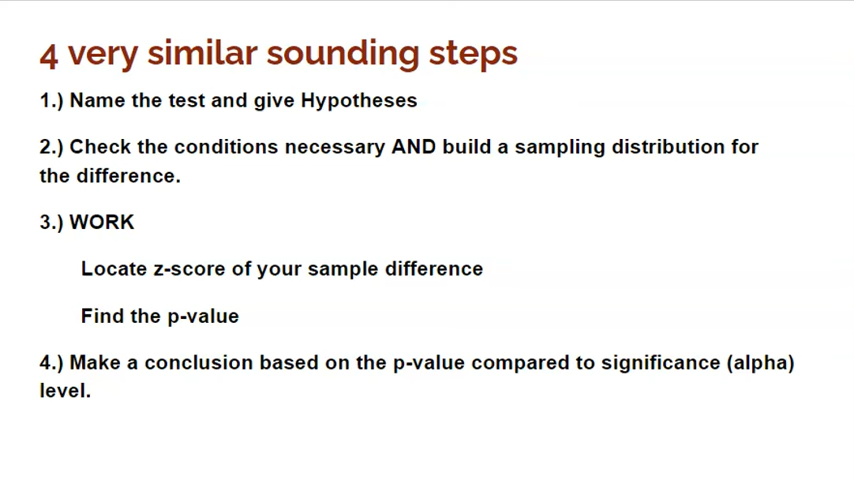 4 very similar sounding steps
1.) Name the test and give Hypotheses
2.) Check the conditions necessary AND build a sampling distribution for
the difference.
3.) WORK
Locate z-score of your sample difference
Find the p-value
4.) Make a conclusion based on the p-value compared to significance (alpha)
level.